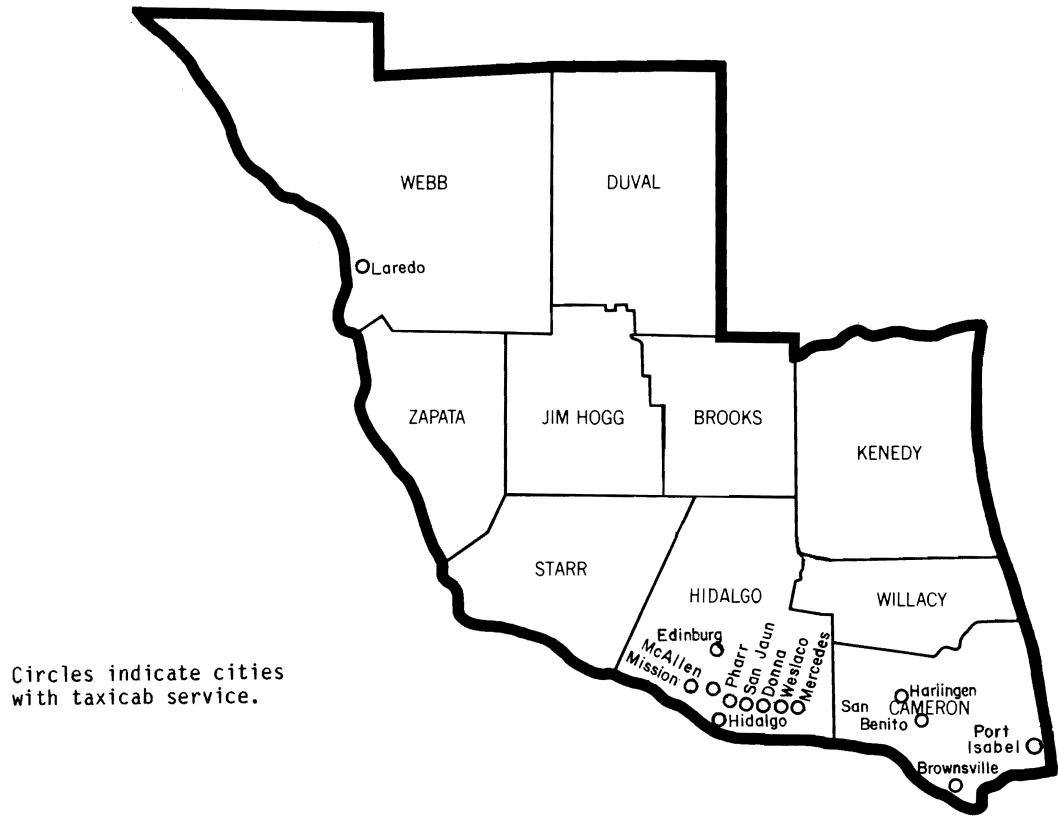 WEBB
DUVAL
Laredo
ZAPATA
JIM HOGG
BROOKS
KENEDY
STARR
HIDALGO
WILLACY
Edinburg
McAllen
Mission
Pharr
San Jaun
Donna
Weslaco
Mercedes
Hidalgo
Harlingen
CAMERON
San
Benito
Port
Isabel
Brownsville
Circles indicate cities
with taxicab service.